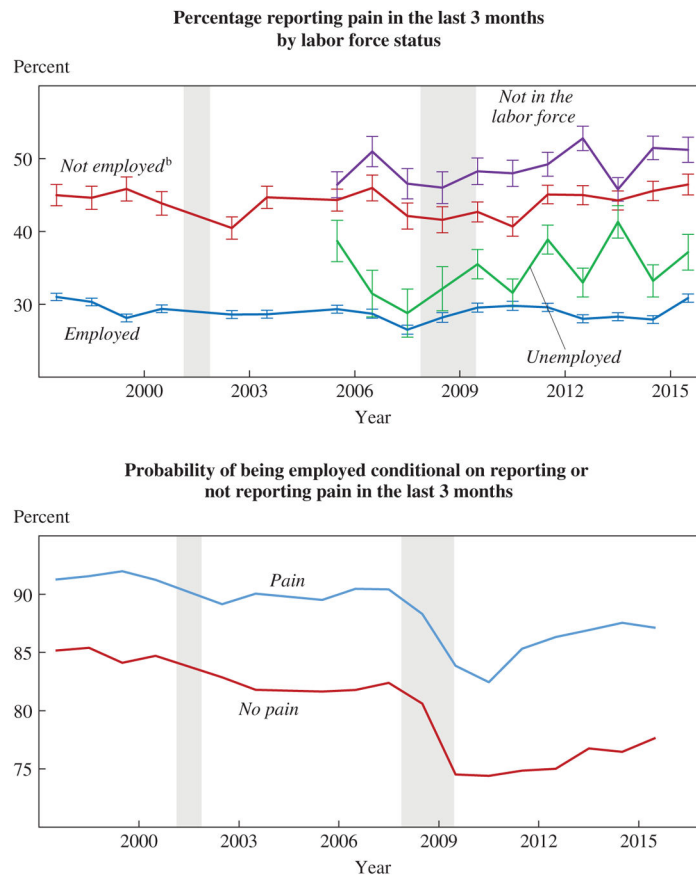 Percentage reporting pain in the last 3 months
by labor force status
Percent
Not in the
labor force
50
Not employedᵇ
40
30
Employed
Unemployed
2000 2003 2006 2009 2012 2015
Year
Probability of being employed conditional on reporting or
not reporting pain in the last 3 months
Percent
90
Pain
85
80
No pain
75
2000 2003 2006 2009 2012 2015
Year